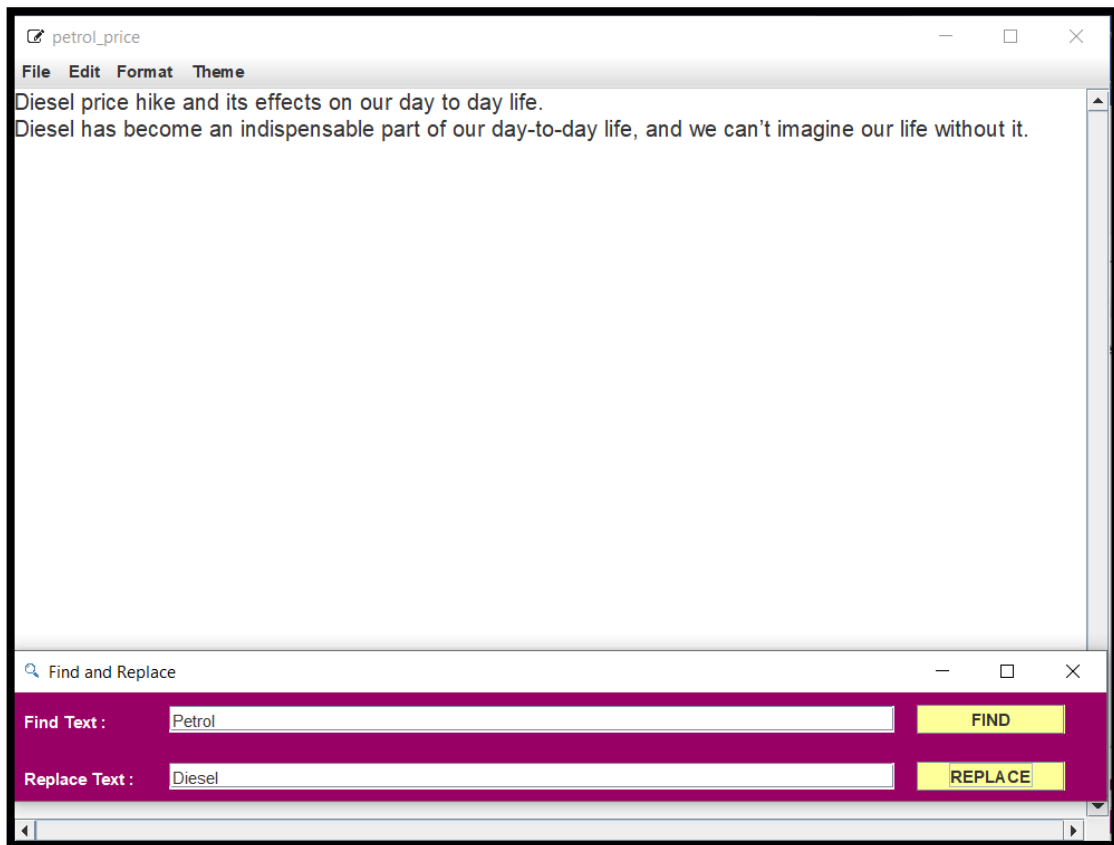 petrol_price
File Edit Format Theme
Diesel price hike and its effects on our day to day life.
Diesel has become an indispensable part of our day-to-day life, and we can’t imagine our life without it.
Find and Replace
Find Text : Petrol FIND
Replace Text : Diesel REPLACE